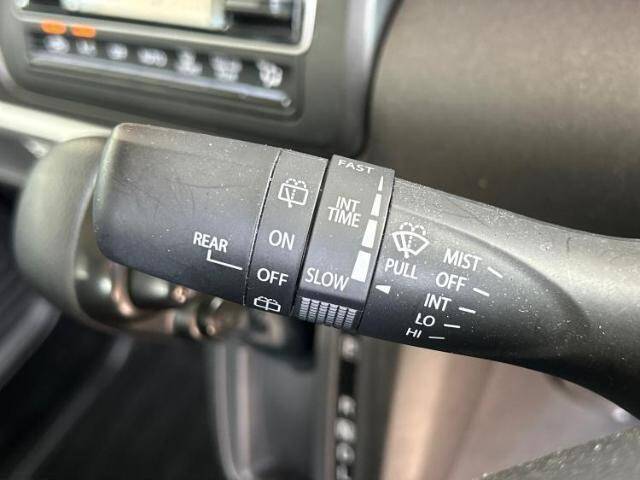 FAST
INT
TIME
SLOW
REAR
ON
OFF
PULL
MIST
OFF
INT
LO
HI